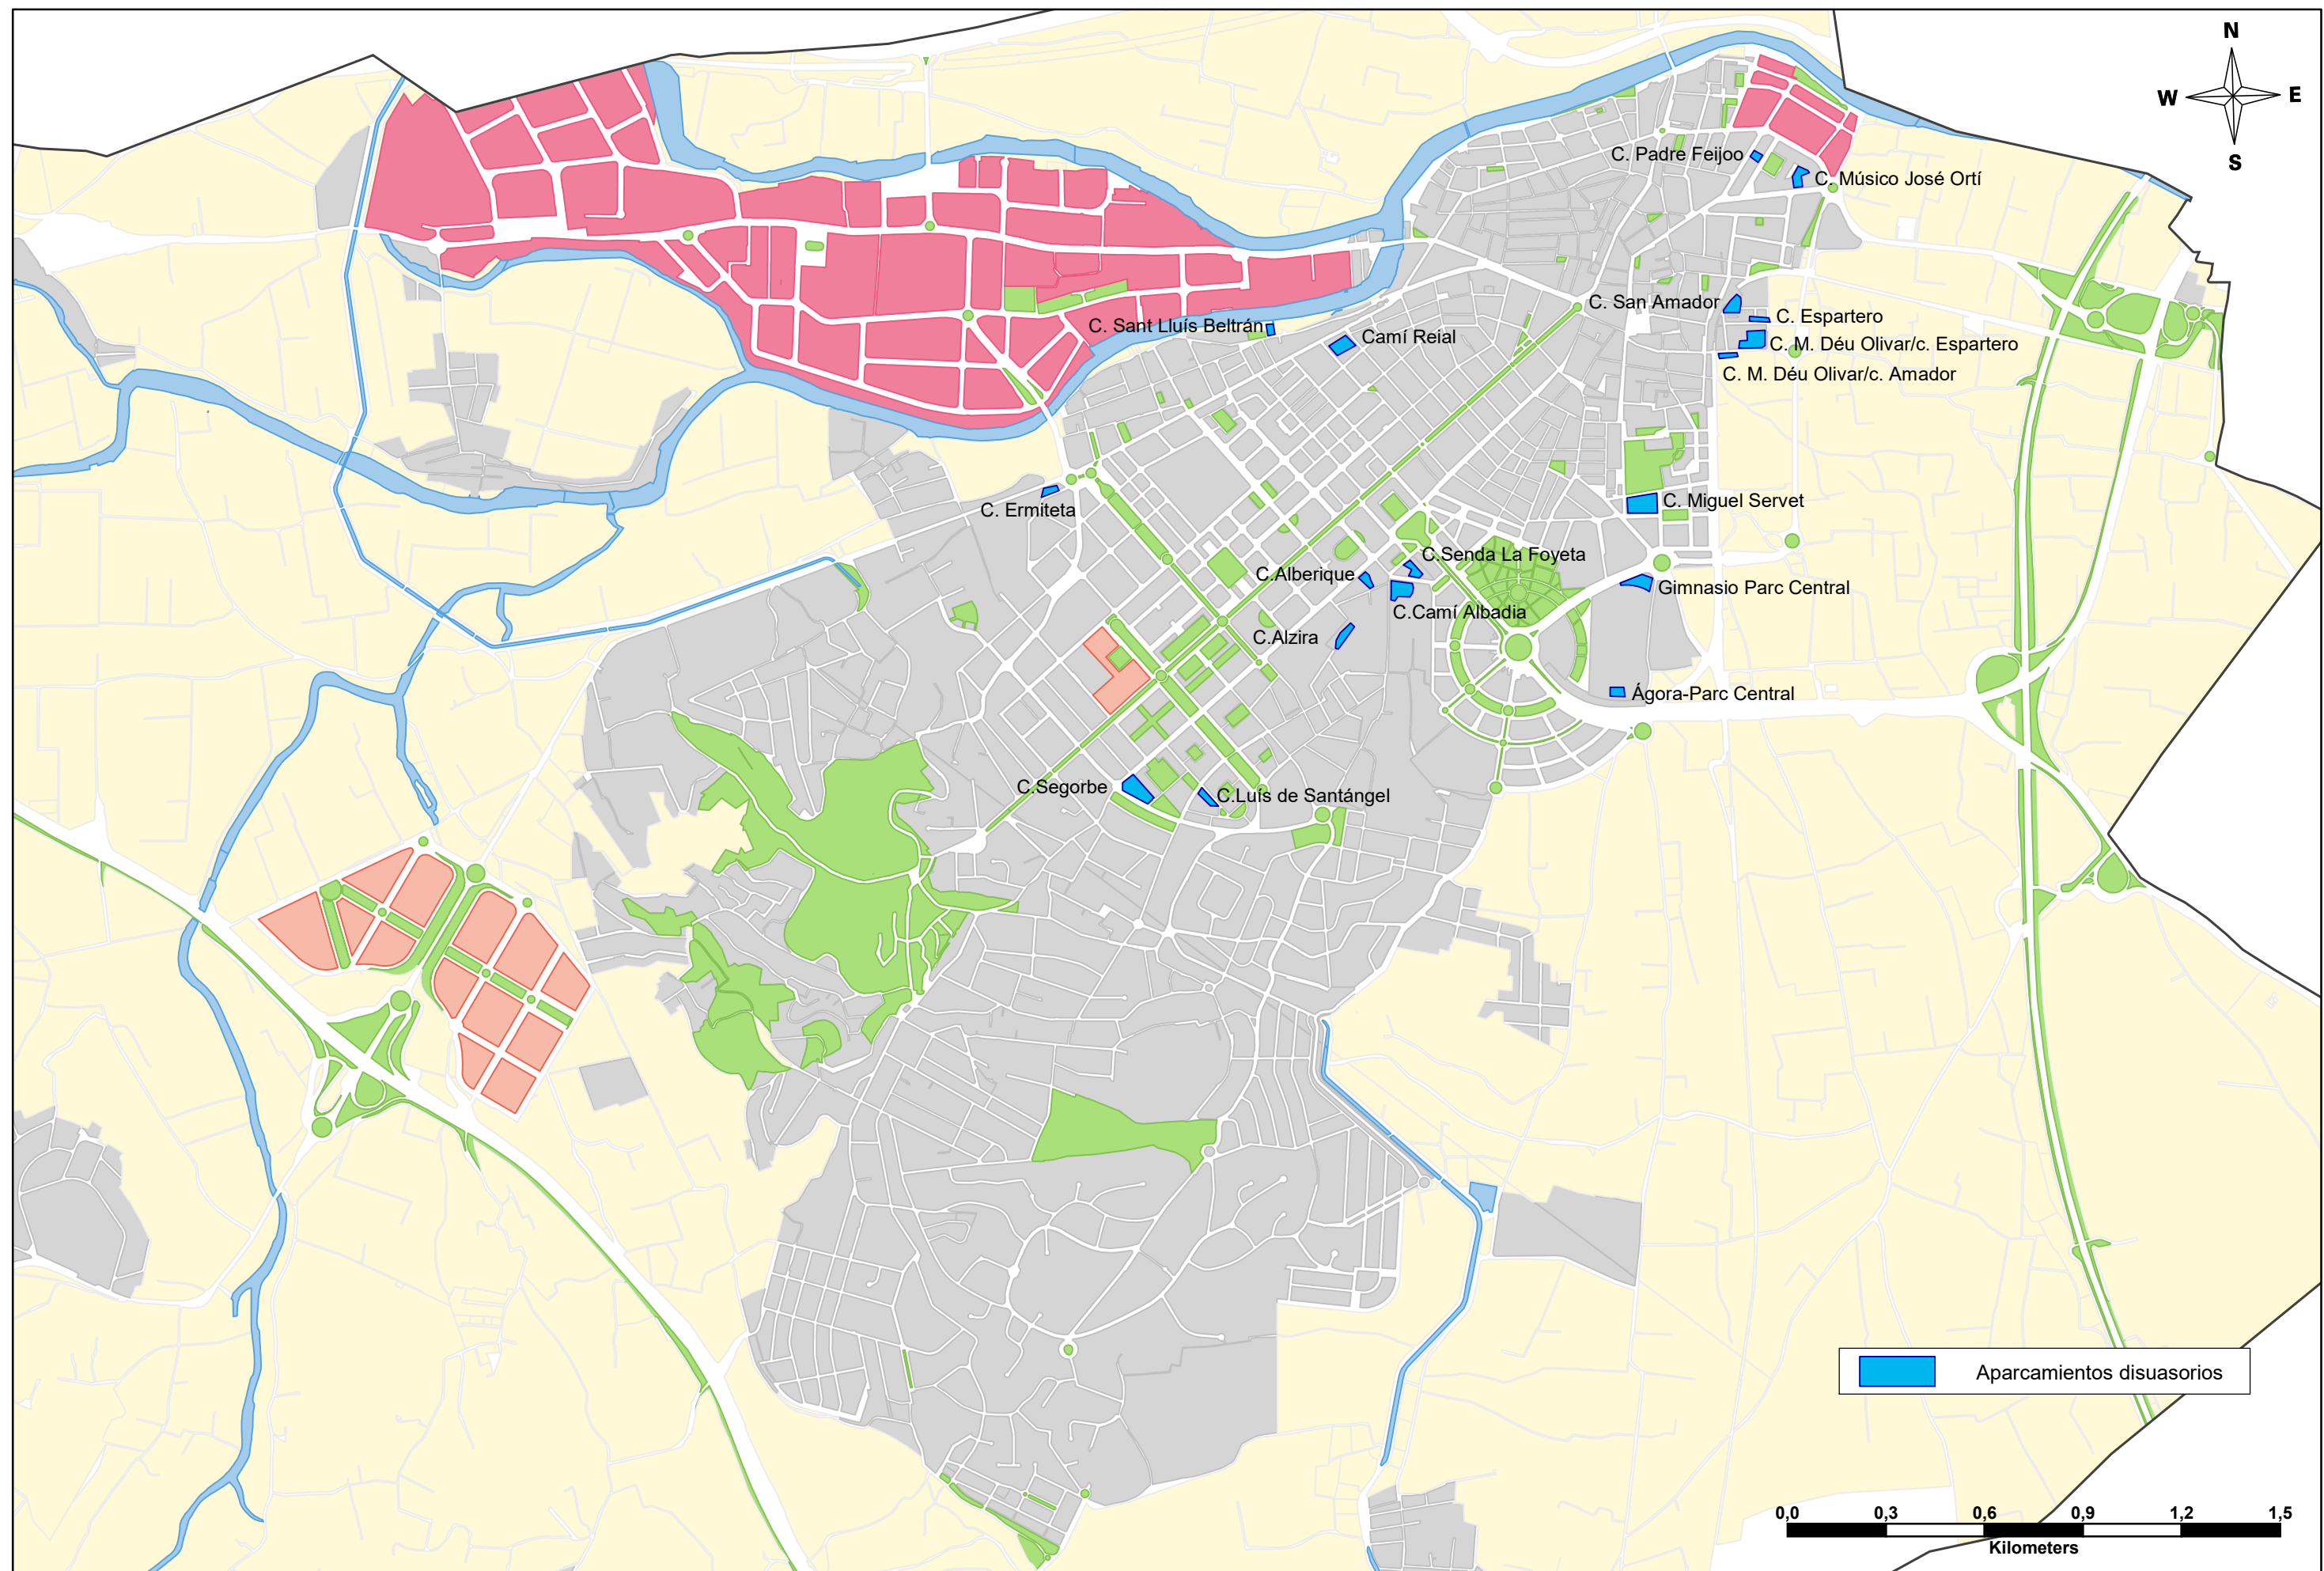 N
W
E
S
C. Padre Feijoo
C. Músico José Ortí
C. San Amador
C. Espartero
C. Sant Lluís Beltrán
Camí Reial
C. M. Déu Olivar/c. Espartero
C. M. Déu Olivar/c. Amador
C. Ermiteta
C. Miguel Servet
C.Senda La Foyeta
C.Alberique
Gimnasio Parc Central
C.Camí Albadia
C.Alzira
Ágora-Parc Central
C.Segorbe
C.Luís de Santángel
Aparcamientos disuasorios
0,0 0,3 0,6 0,9 1,2 1,5
Kilometers